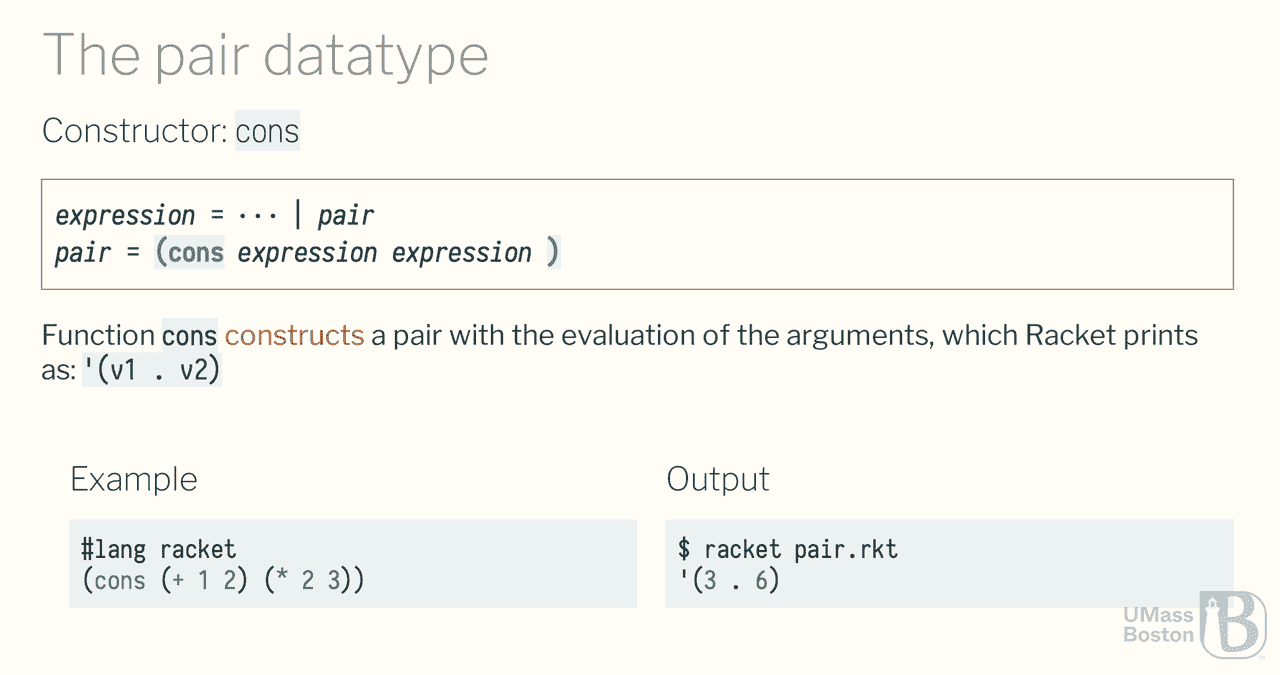 The pair datatype
Constructor: cons
expression = ··· | pair
pair = (cons expression expression )
Function cons constructs a pair with the evaluation of the arguments, which Racket prints
as: '(v1 . v2)
Example
#lang racket
(cons (+ 1 2) (* 2 3))
Output
$ racket pair.rkt
'(3 . 6)
UMass
Boston
B